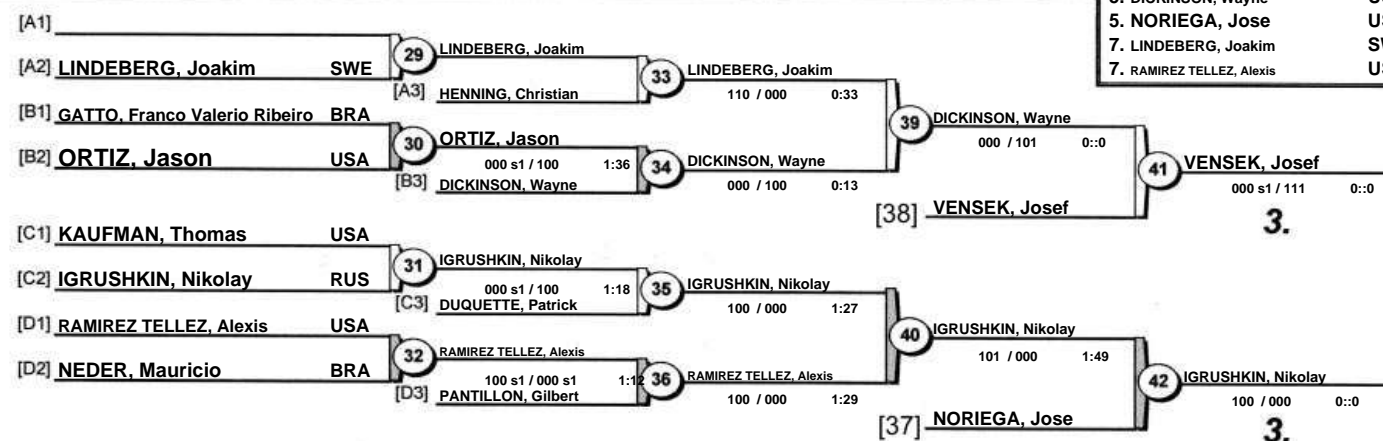 DICKINSON, Wayne
5. NORIEGA, Jose US
7. LINDEBERG, Joakim SW
7. RAMIREZ TELLEZ, Alexis US
[A1]
29 LINDEBERG, Joakim
[A2] LINDEBERG, Joakim SWE
33 LINDEBERG, Joakim
[A3] HENNING, Christian
110 / 000 0:33
[B1] GATTO, Franco Valerio Ribeiro BRA
39 DICKINSON, Wayne
30 ORTIZ, Jason
000 / 101 0::0
[B2] ORTIZ, Jason USA
000 s1 / 100 1:36
34 DICKINSON, Wayne
41 VENSEK, Josef
[B3] DICKINSON, Wayne
000 / 100 0:13
000 s1 / 111 0::0
[38] VENSEK, Josef
3.
[C1] KAUFMAN, Thomas USA
31 IGRUSHKIN, Nikolay
[C2] IGRUSHKIN, Nikolay RUS
000 s1 / 100 1:18
35 IGRUSHKIN, Nikolay
[C3] DUQUETTE, Patrick
100 / 000 1:27
[D1] RAMIREZ TELLEZ, Alexis USA
40 IGRUSHKIN, Nikolay
32 RAMIREZ TELLEZ, Alexis
101 / 000 1:49
[D2] NEDER, Mauricio BRA
100 s1 / 000 s1 1:12
36 RAMIREZ TELLEZ, Alexis
42 IGRUSHKIN, Nikolay
[D3] PANTILLON, Gilbert
100 / 000 1:29
100 / 000 0::0
[37] NORIEGA, Jose
3.